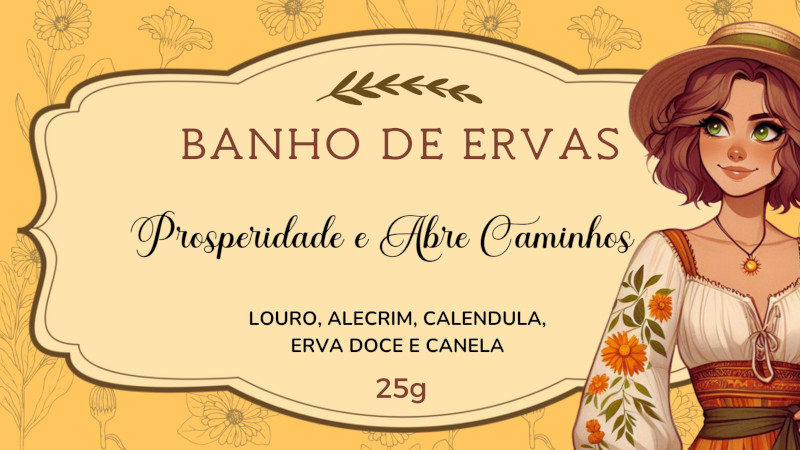 BANHO DE ERVAS
Prosperidade e Abre Caminhos
LOURO, ALECRIM, CALENDULA,
ERVA DOCE E CANELA
25g